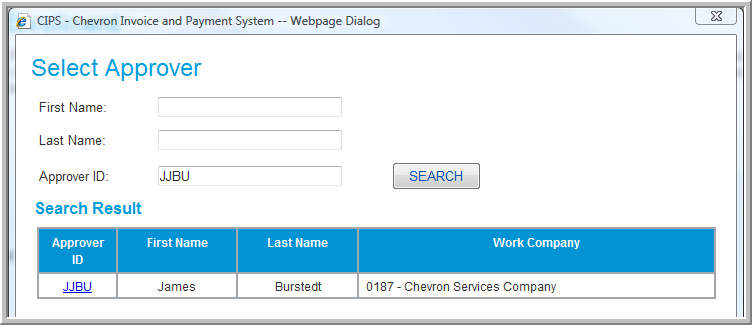 CIPS - Chevron Invoice and Payment System -- Webpage Dialog
Select Approver
First Name:
Last Name:
Approver ID: JJBU SEARCH
Search Result
Approver ID First Name Last Name Work Company
JJBU James Burstedt 0187 - Chevron Services Company